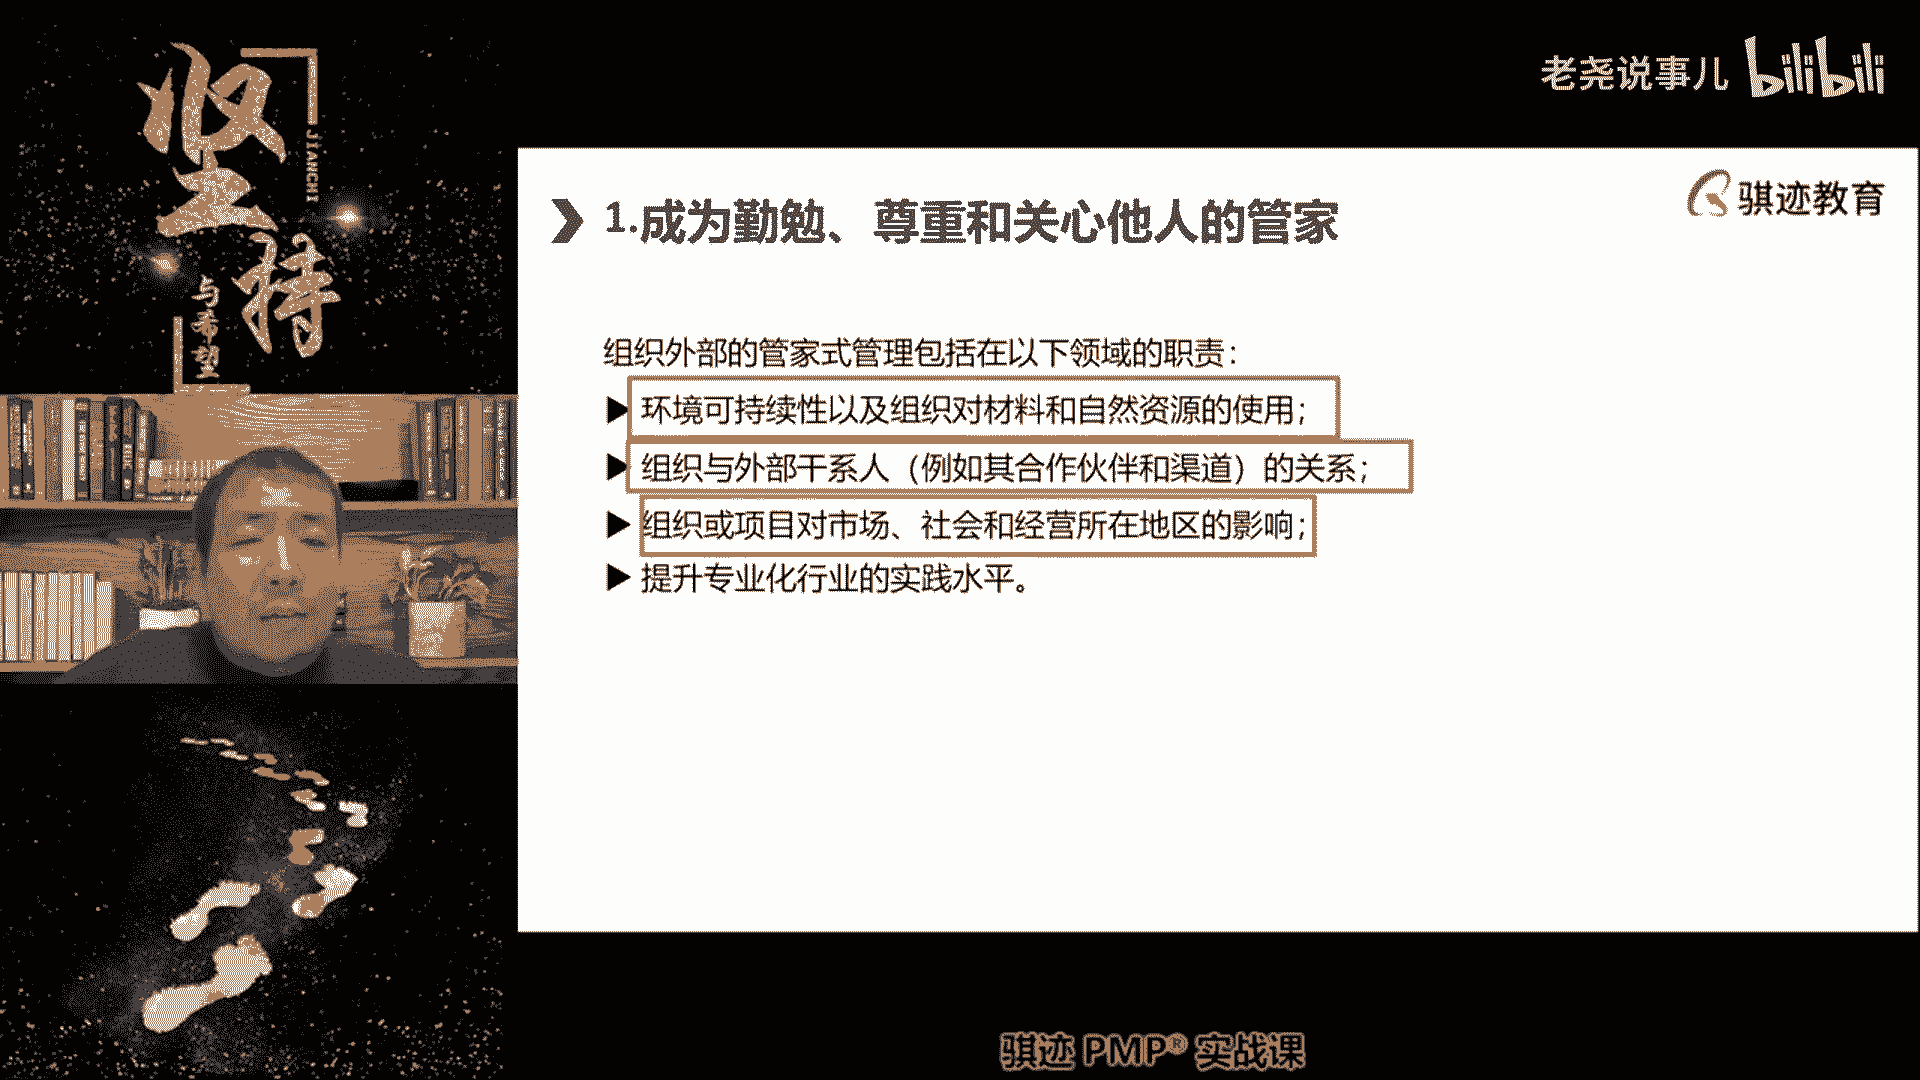 坚持
JIANCHI
与希望
老尧说事儿 bilibili
骐迹教育
1.成为勤勉、尊重和关心他人的管家
组织外部的管家式管理包括在以下领域的职责：
▶环境可持续性以及组织对材料和自然资源的使用；
▶组织与外部干系人（例如其合作伙伴和渠道）的关系；
▶组织或项目对市场、社会和经营所在地区的影响；
▶提升专业化行业的实践水平。
骐迹 PMP® 实战课